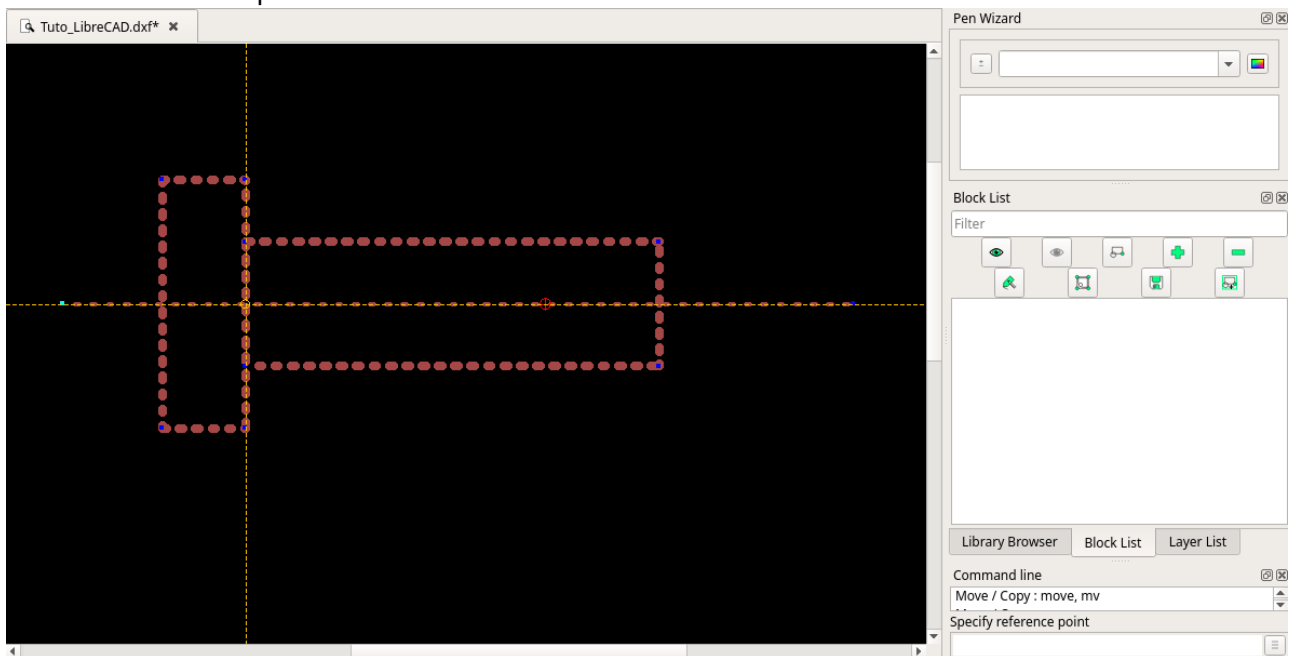 Tuto_LibreCAD.dxf*
Pen Wizard
Block List
Filter
Library Browser
Block List
Layer List
Command line
Move / Copy : move, mv
Specify reference point